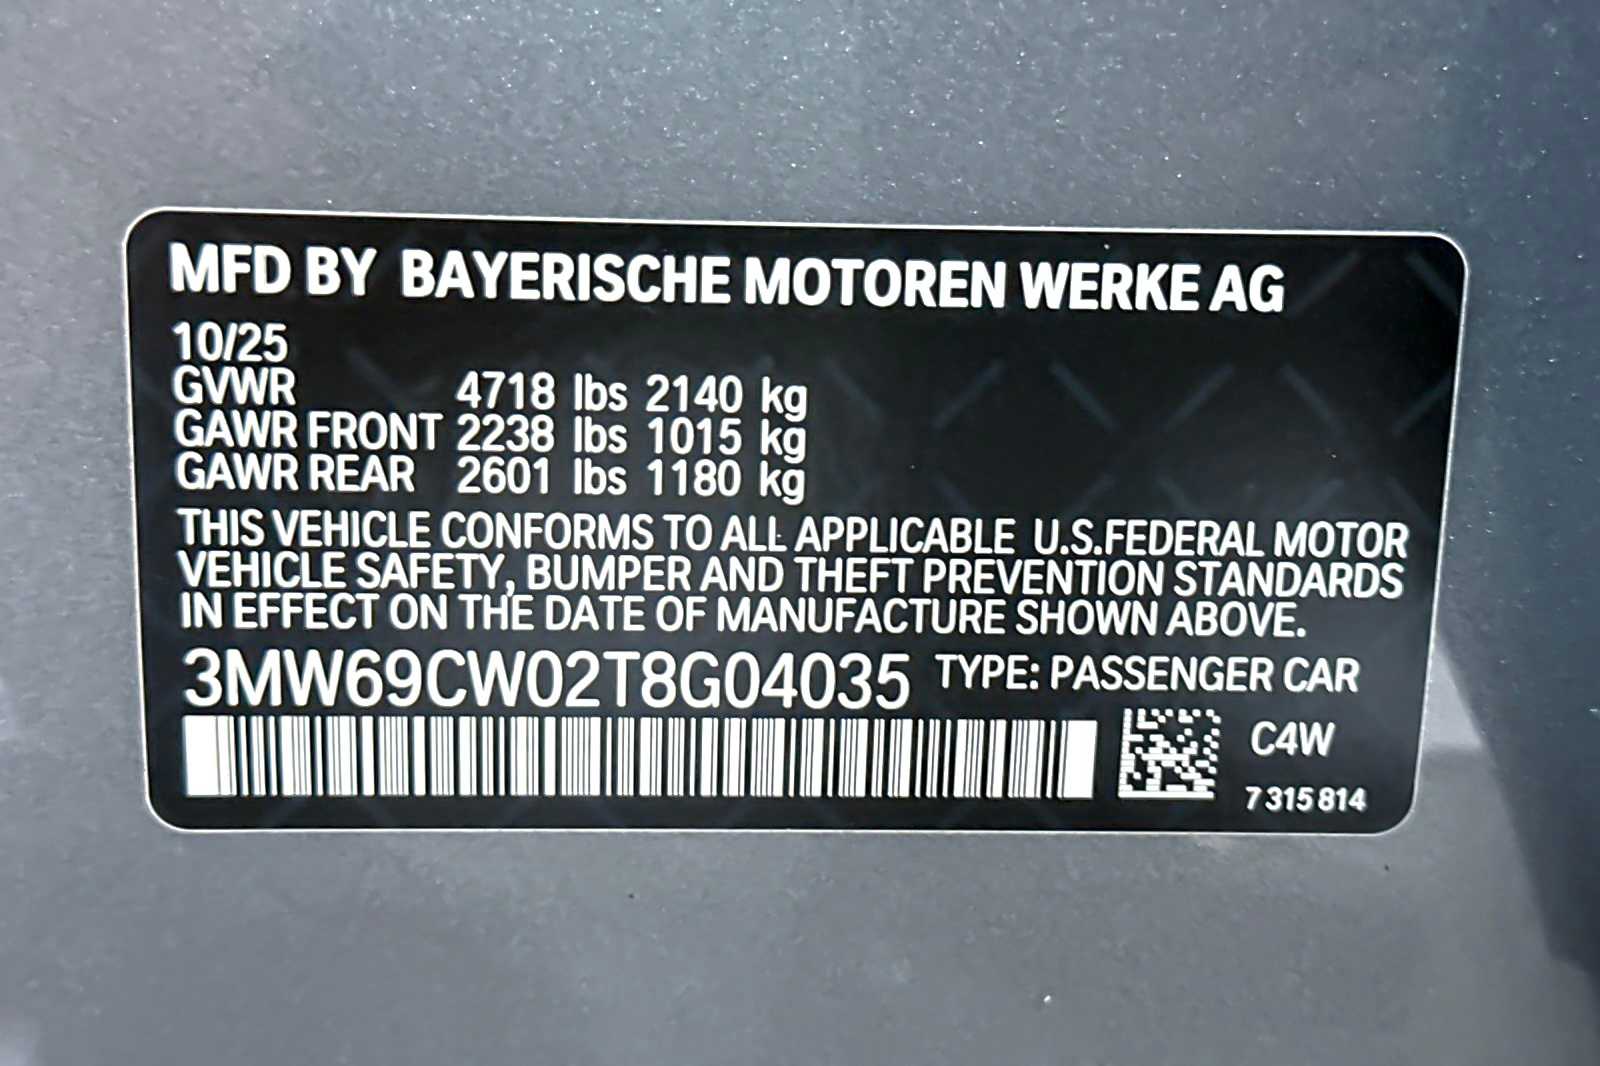 MFD BY BAYERISCHE MOTOREN WERKE AG
10/25
GVWR 4718 lbs 2140 kg
GAWR FRONT 2238 lbs 1015 kg
GAWR REAR 2601 lbs 1180 kg
THIS VEHICLE CONFORMS TO ALL APPLICABLE U.S.FEDERAL MOTOR
VEHICLE SAFETY, BUMPER AND THEFT PREVENTION STANDARDS
IN EFFECT ON THE DATE OF MANUFACTURE SHOWN ABOVE.
3MW69CW02T8G04035 TYPE: PASSENGER CAR
C4W
7 315 814